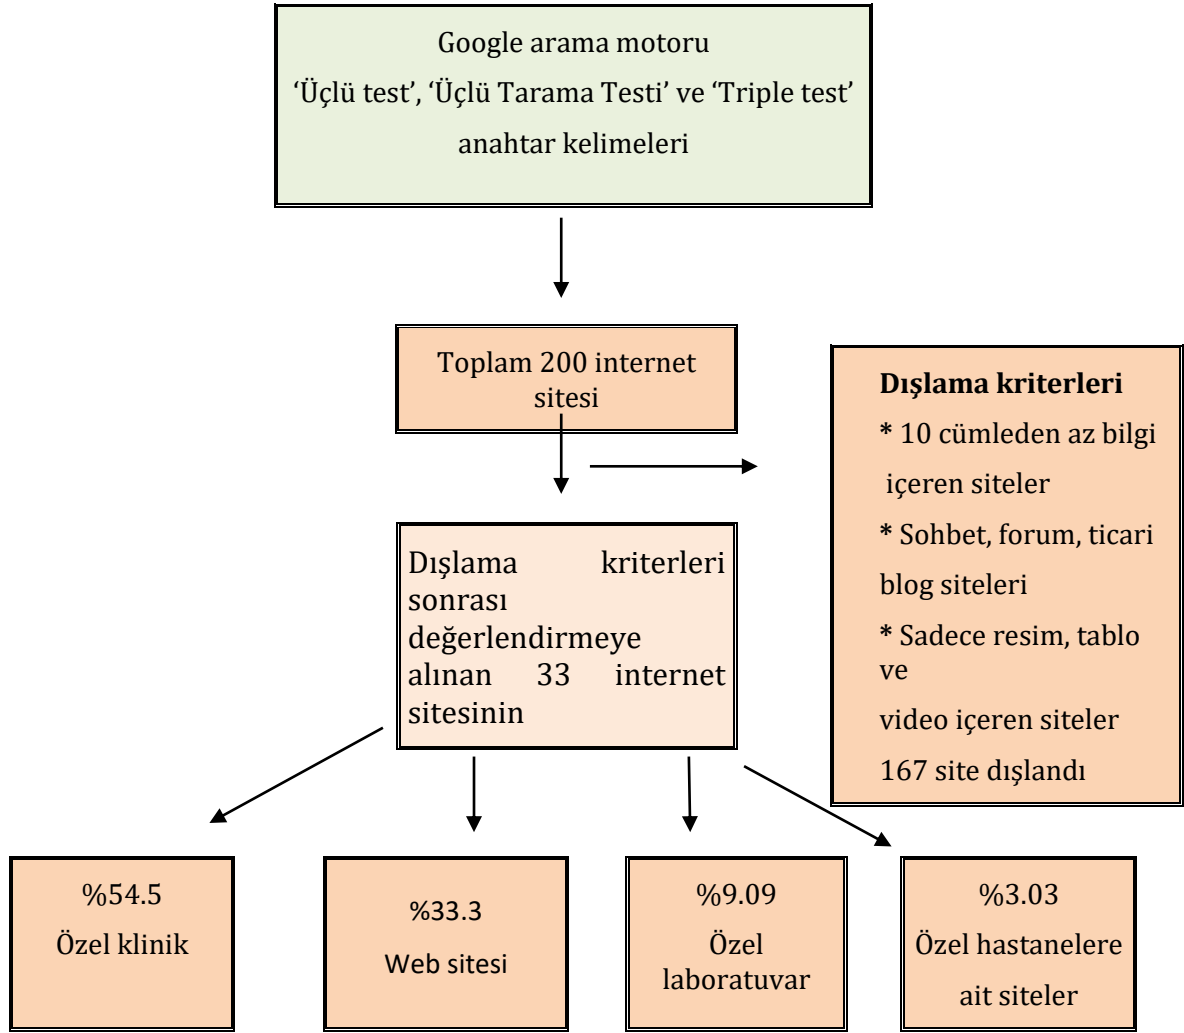 Google arama motoru
‘Üçlü test’, ‘Üçlü Tarama Testi’ ve ‘Triple test’
anahtar kelimeleri
Toplam 200 internet
sitesi
Dışlama kriterleri
* 10 cümleden az bilgi
içeren siteler
* Sohbet, forum, ticari
blog siteleri
* Sadece resim, tablo
ve
video içeren siteler
167 site dışlandı
Dışlama kriterleri
sonrası
değerlendirmeye
alınan 33 internet
sitesinin
%54.5
Özel klinik
%33.3
Web sitesi
%9.09
Özel
laboratuvar
%3.03
Özel hastanelere
ait siteler